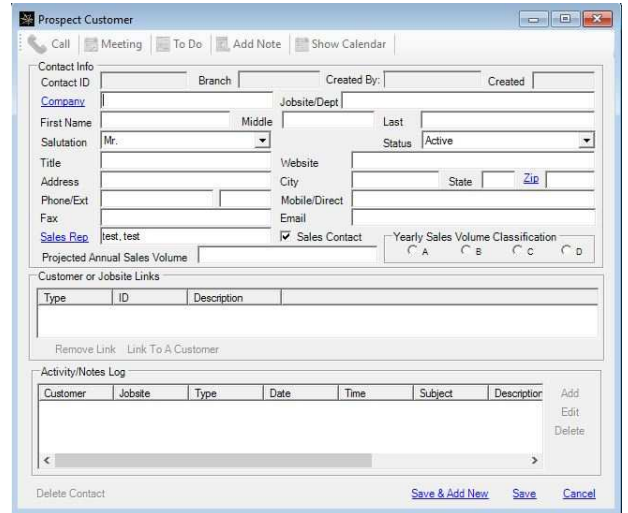 Prospect Customer
Call Meeting To Do Add Note Show Calendar
Contact Info
Contact ID Branch Created By: Created
Company Jobsite/Dept
First Name Middle Last
Salutation Mr. Status Active
Title Website
Address City State Zip
Phone/Ext Mobile/Direct
Fax Email
Sales Rep test, test Sales Contact Yearly Sales Volume Classification
A B C D
Projected Annual Sales Volume
Customer or Jobsite Links
Type ID Description
Remove Link Link To A Customer
Activity/Notes Log
Customer Jobsite Type Date Time Subject Description Add
Edit
Delete
Delete Contact Save & Add New Save Cancel